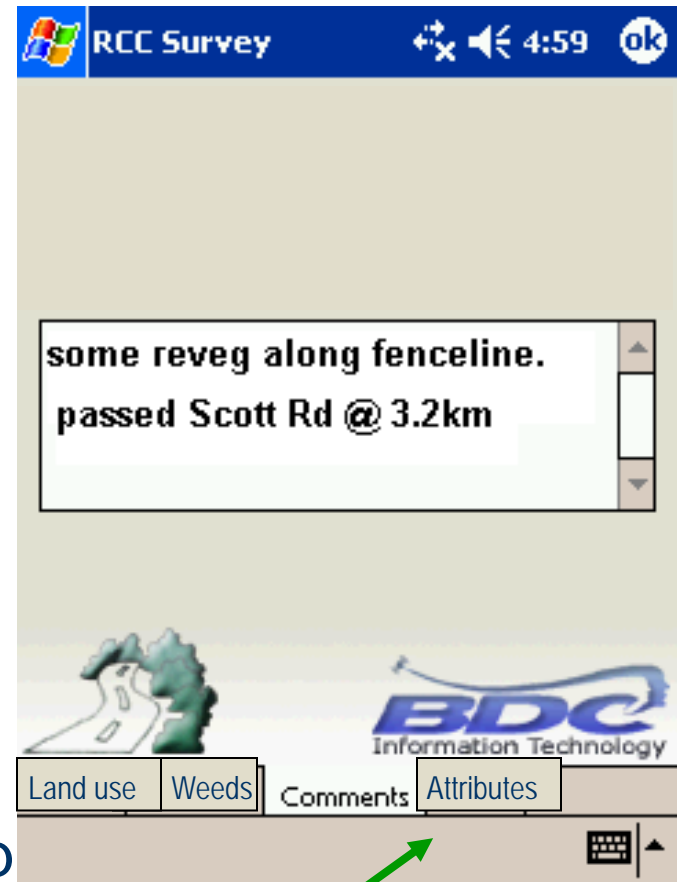 RCC Survey 4:59 ok
some reveg along fenceline.
passed Scott Rd @ 3.2km
BDC
Information Technology
Land use Weeds Comments Attributes